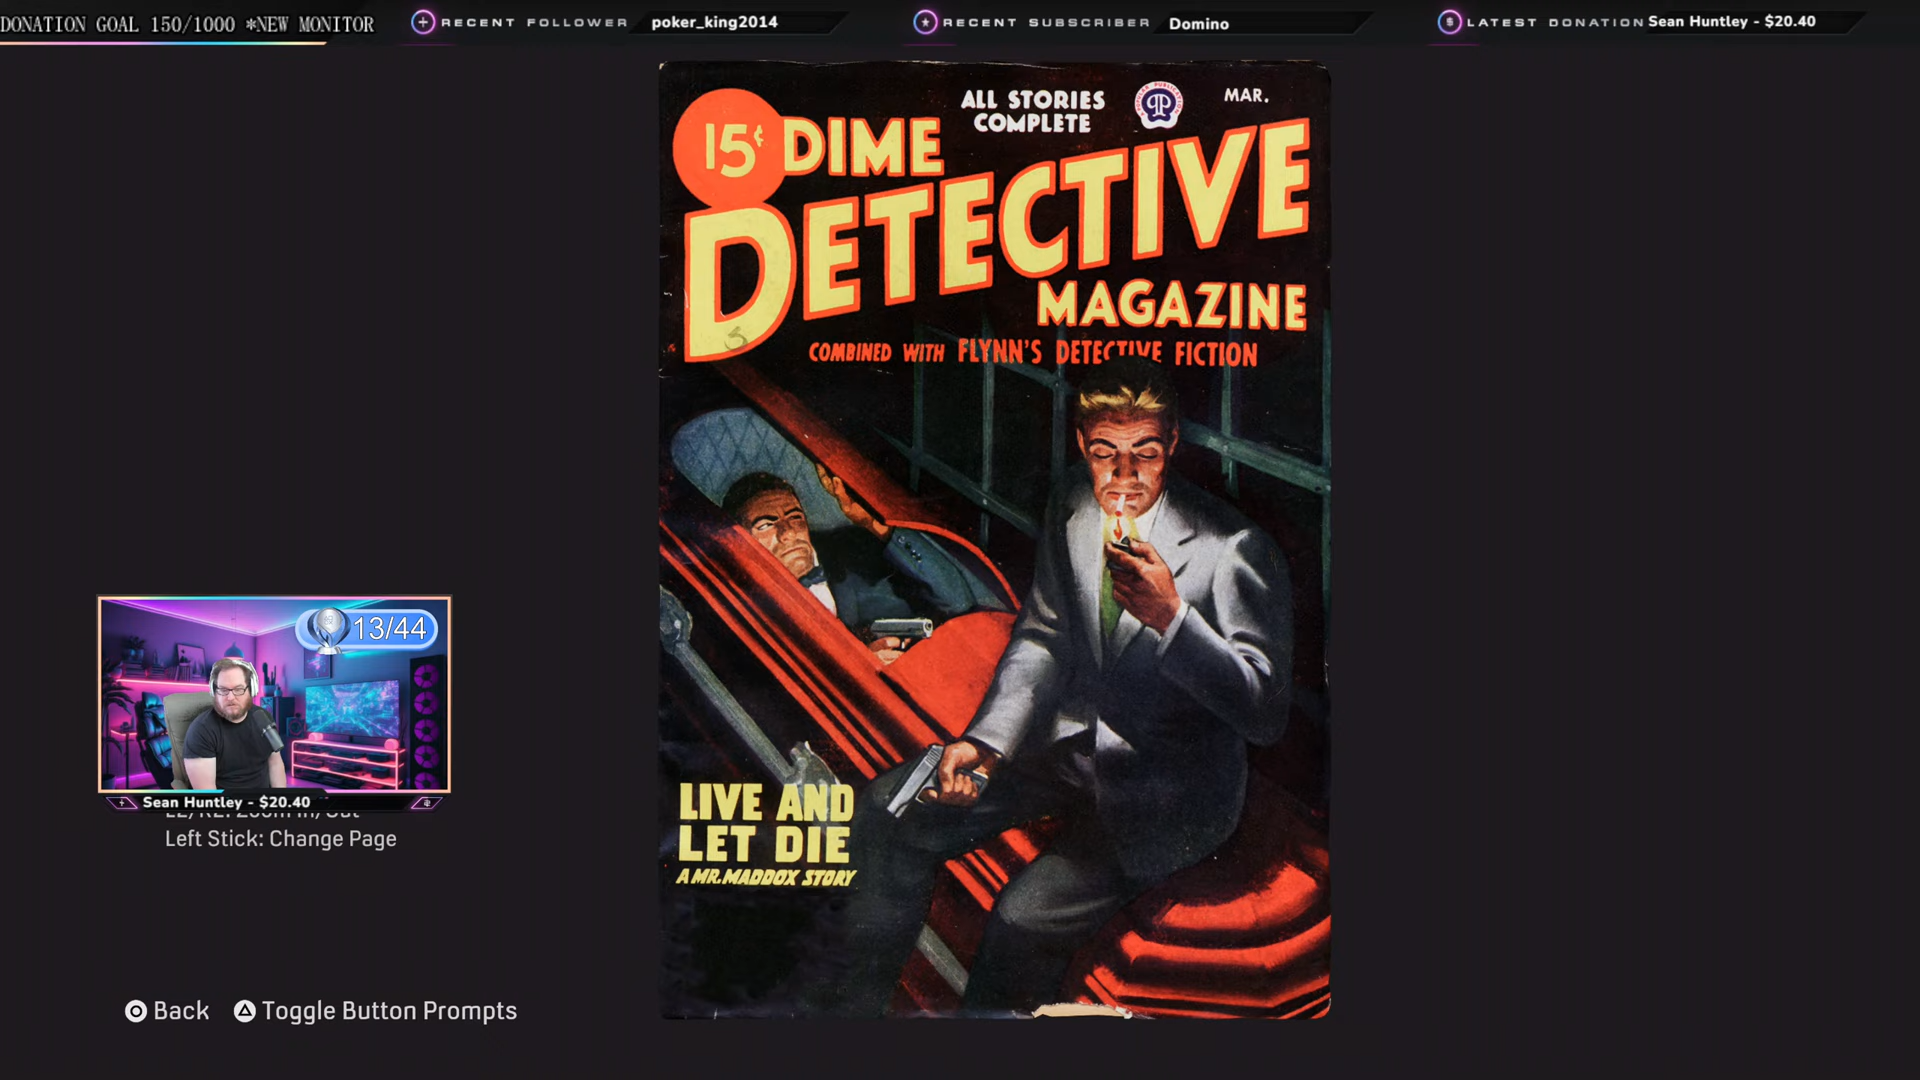 DONATION GOAL 150/1000 *NEW MONITOR
RECENT FOLLOWER poker_king2014
RECENT SUBSCRIBER Domino
LATEST DONATION Sean Huntley - $20.40
ALL STORIES
COMPLETE
MAR.
15¢ DIME
DETECTIVE
MAGAZINE
COMBINED WITH FLYNN'S DETECTIVE FICTION
13/44
Sean Huntley - $20.40
Left Stick: Change Page
LIVE AND
LET DIE
A MR. MADDOX STORY
Back
Toggle Button Prompts